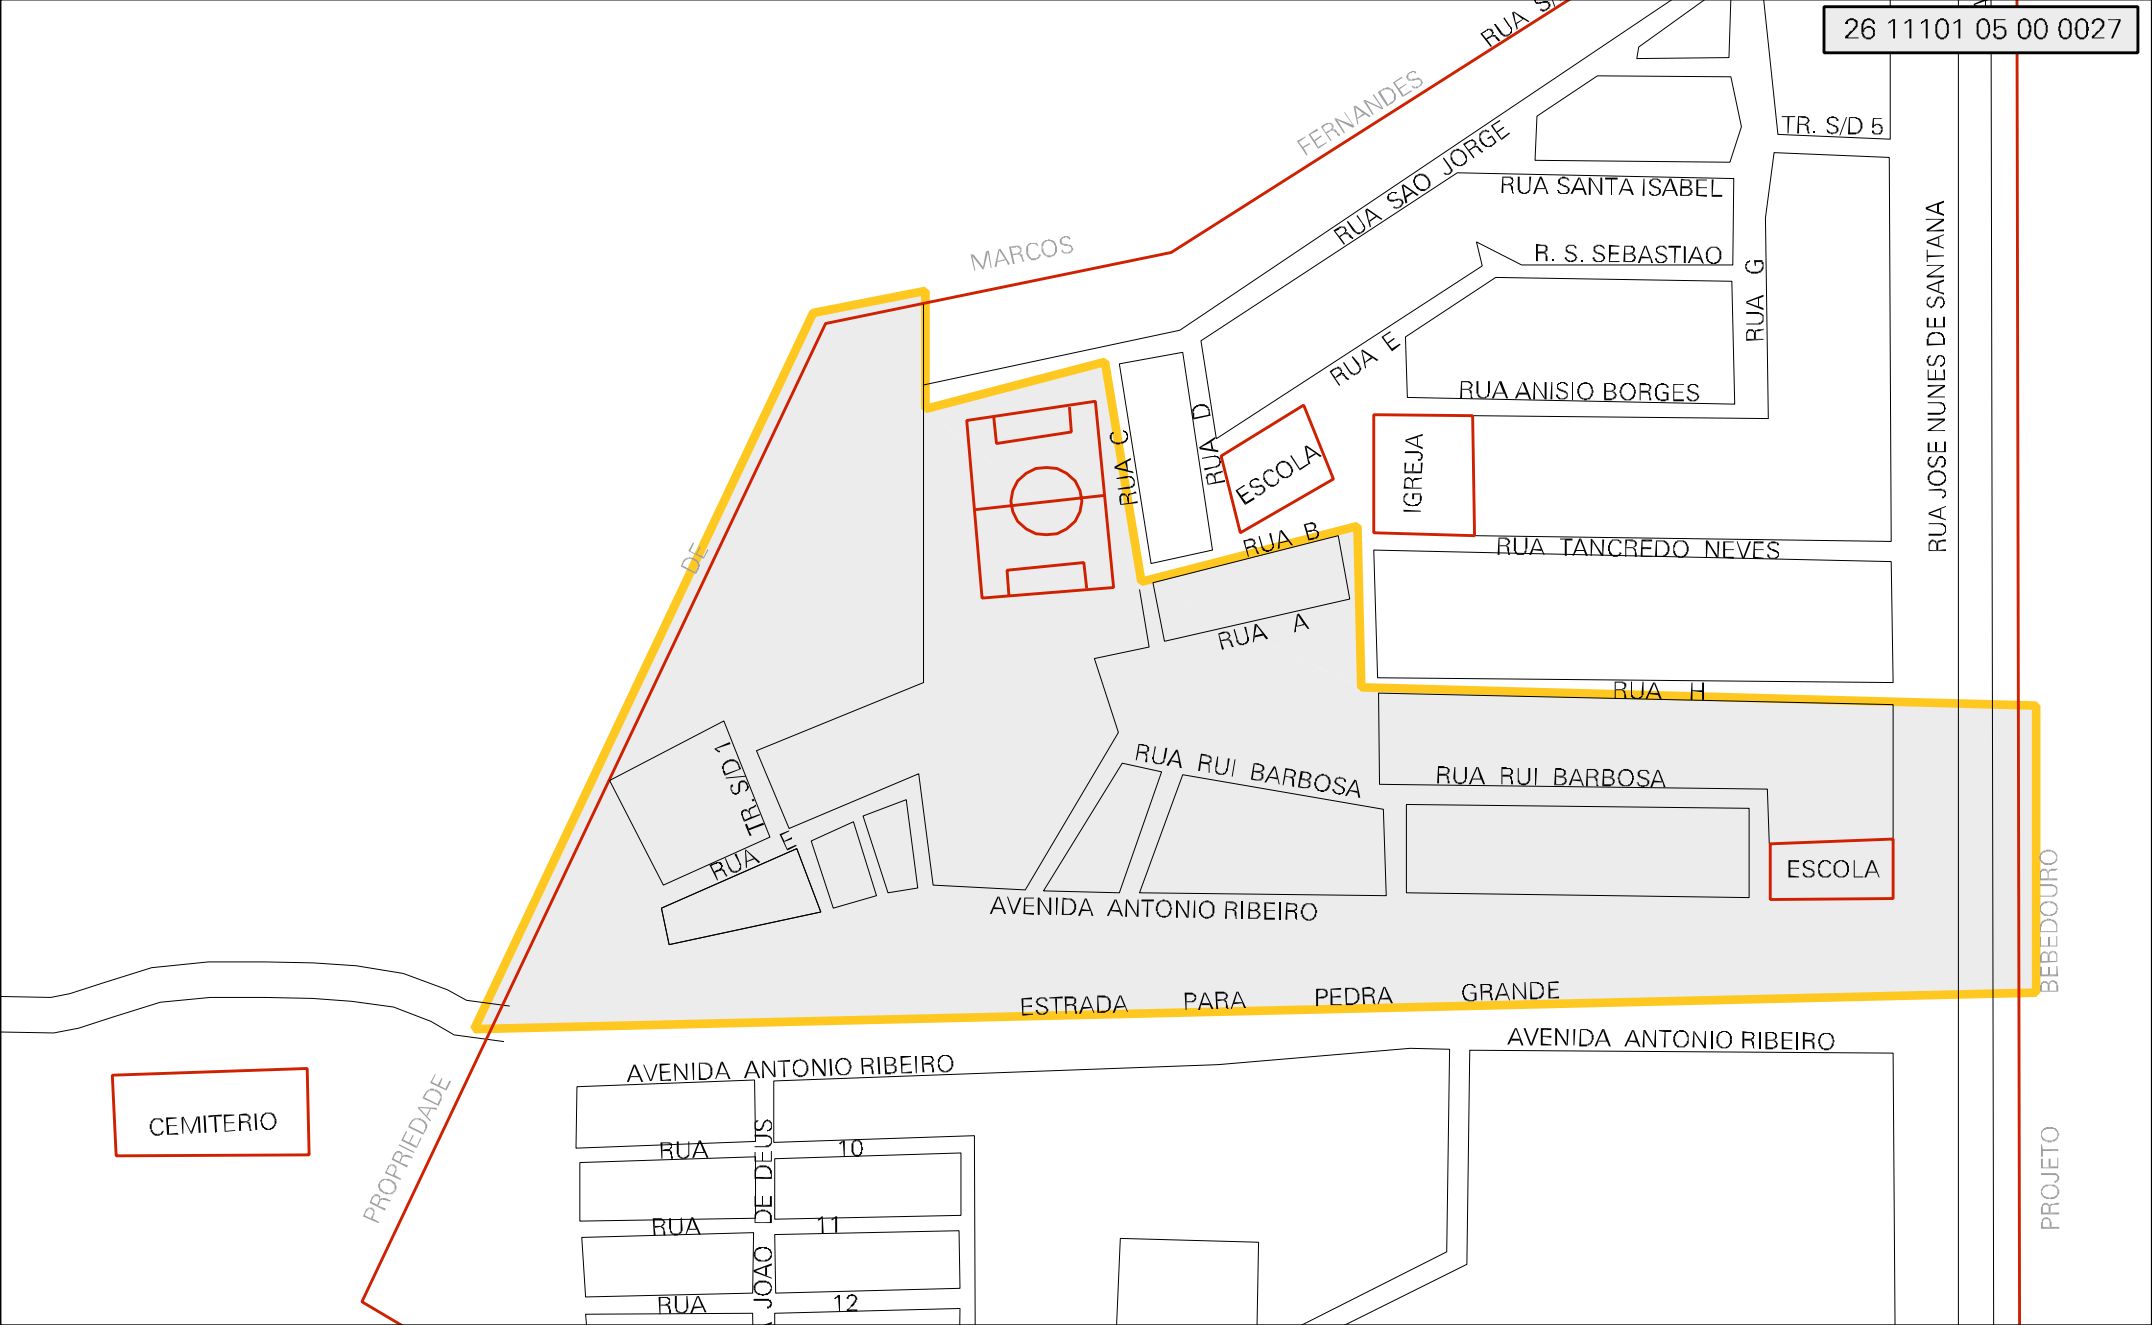 26 11101 05 00 0027
FERNANDES
TR. S/D 5
RUA SAO JORGE
RUA SANTA ISABEL
MARCOS
R. S. SEBASTIAO
RUA G
RUA JOSE NUNES DE SANTANA
RUA E
RUA ANISIO BORGES
RUA C
RUA D
ESCOLA
IGREJA
RUA B
RUA TANCREDO NEVES
DE
RUA A
RUA H
TR. S/D 1
RUA RUI BARBOSA
RUA RUI BARBOSA
RUA
ESCOLA
AVENIDA ANTONIO RIBEIRO
BEBEDOURO
ESTRADA PARA PEDRA GRANDE
AVENIDA ANTONIO RIBEIRO
AVENIDA ANTONIO RIBEIRO
CEMITERIO
PROPRIEDADE
RUA 10
JOAO DE DEUS
PROJETO
RUA 11
RUA 12